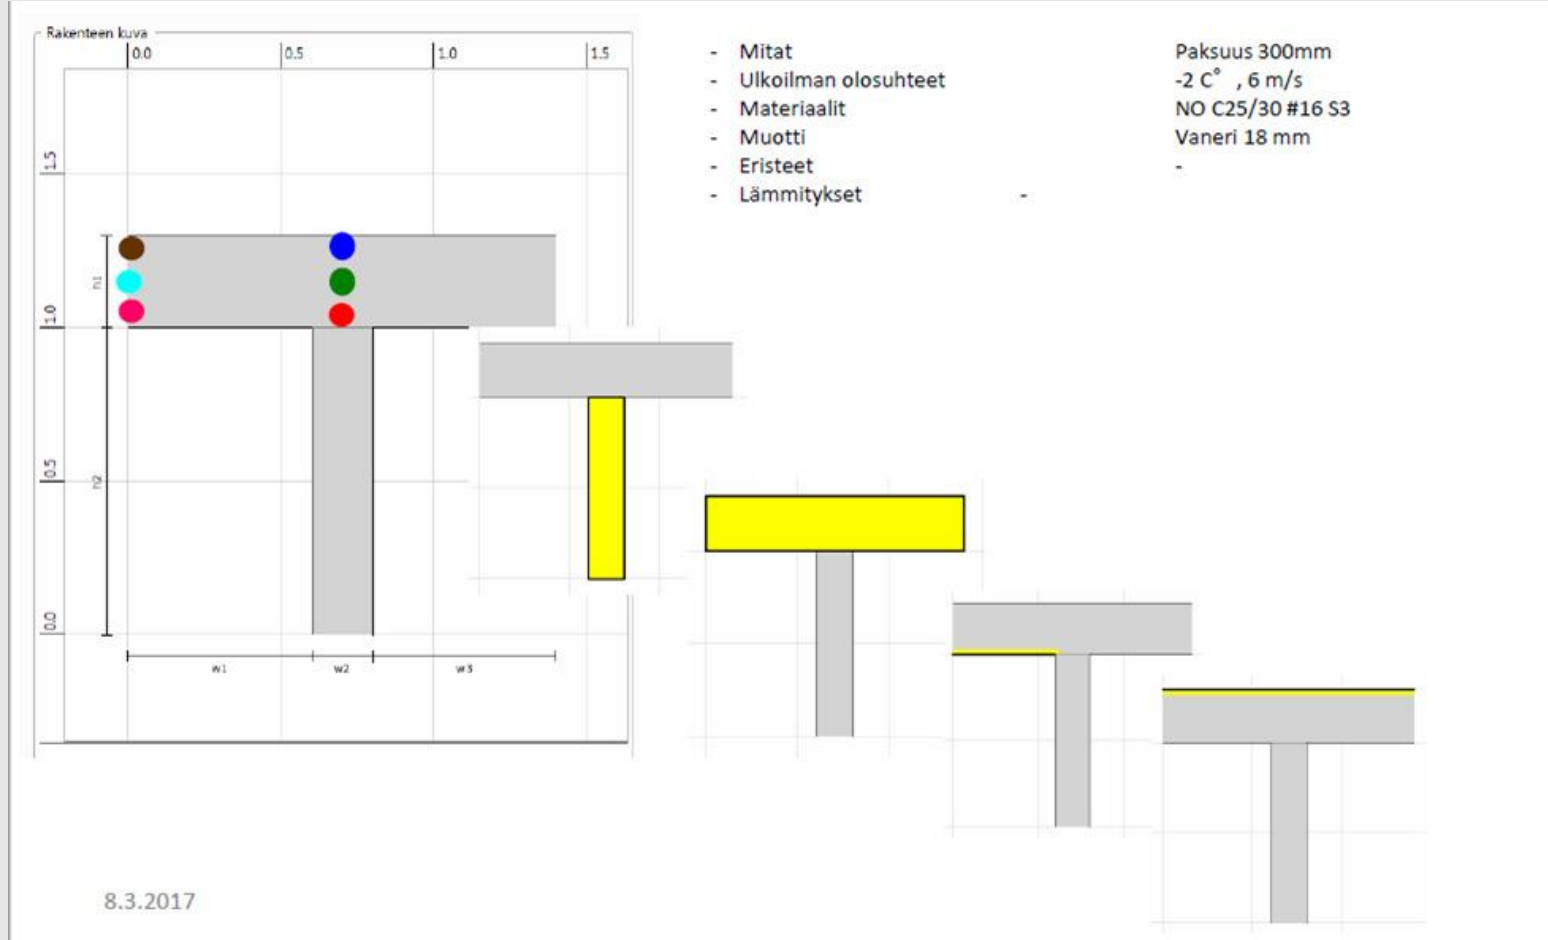 Rakenteen kuva
0.0
0.5
1.0
1.5
1.5
h1
1.0
0.5
h2
0.0
w1
w2
w3
- Mitat Paksuus 300mm
- Ulkoilman olosuhteet -2 C° , 6 m/s
- Materiaalit NO C25/30 #16 S3
- Muotti Vaneri 18 mm
- Eristeet -
- Lämmitykset -
8.3.2017